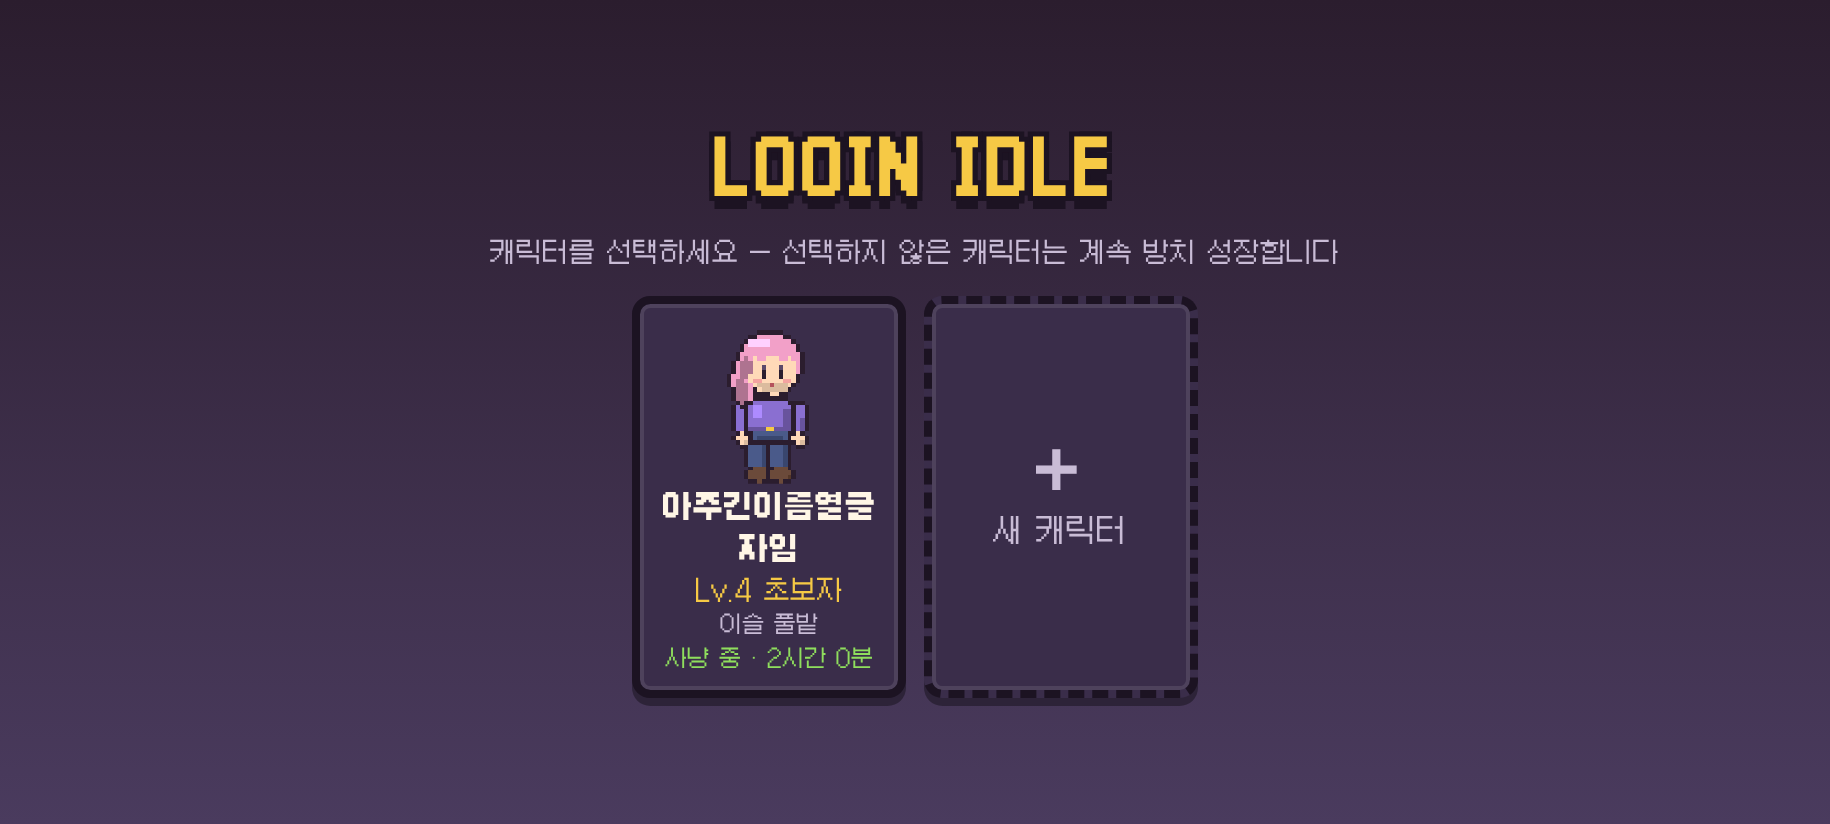 LOOIN IDLE
캐릭터를 선택하세요 — 선택하지 않은 캐릭터는 계속 방치 성장합니다
아주긴이름열글
자임
Lv.4 초보자
이슬 풀밭
사냥 중 · 2시간 0분
+
새 캐릭터